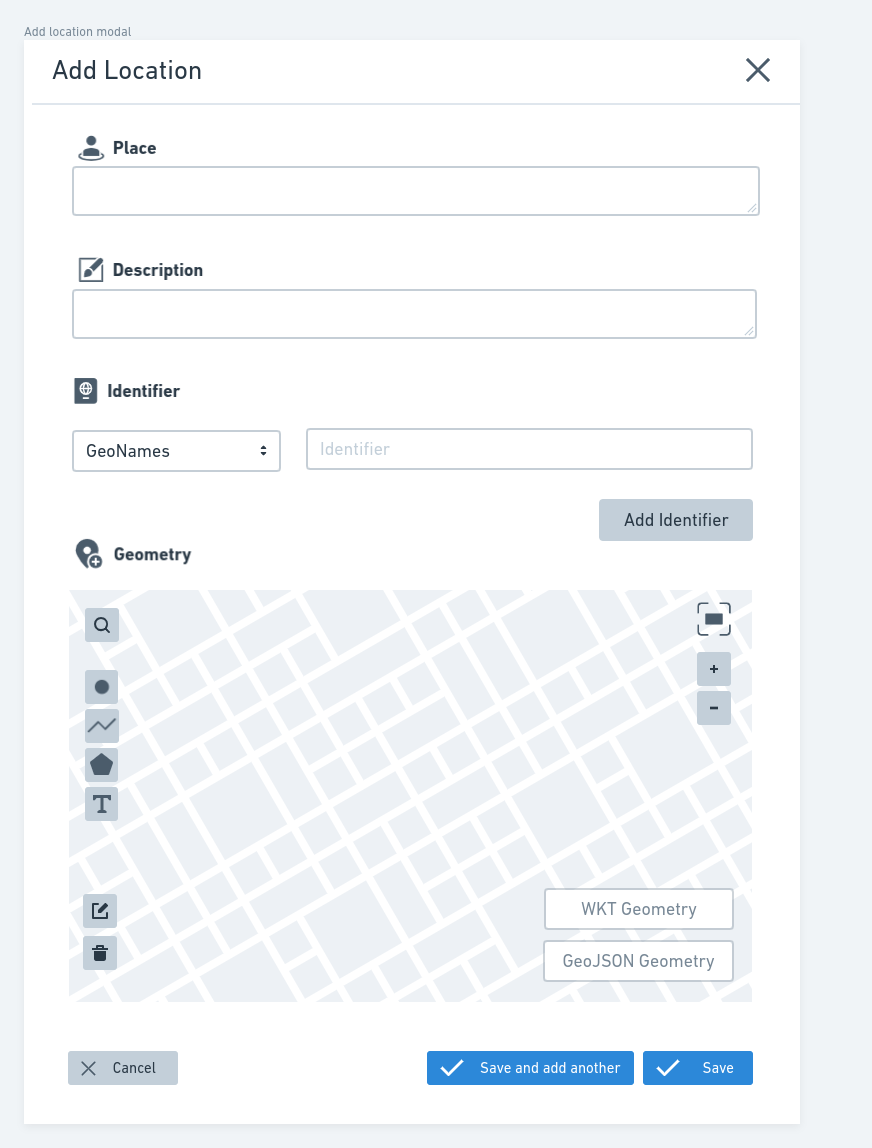 Add location modal
Add Location
Place
Description
Identifier
GeoNames
Identifier
Add Identifier
Geometry
+
-
T
WKT Geometry
GeoJSON Geometry
Cancel
Save and add another
Save